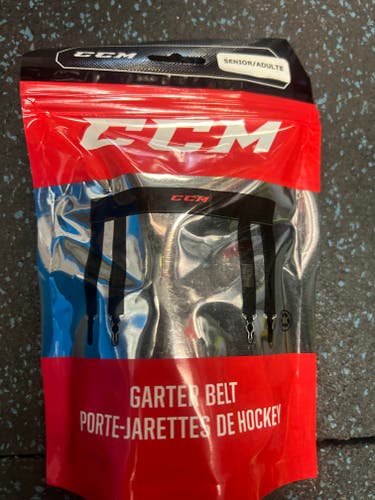 CCM
SENIOR/ADULTE
CCM
CCM
GARTER BELT
PORTE-JARETTES DE HOCKEY